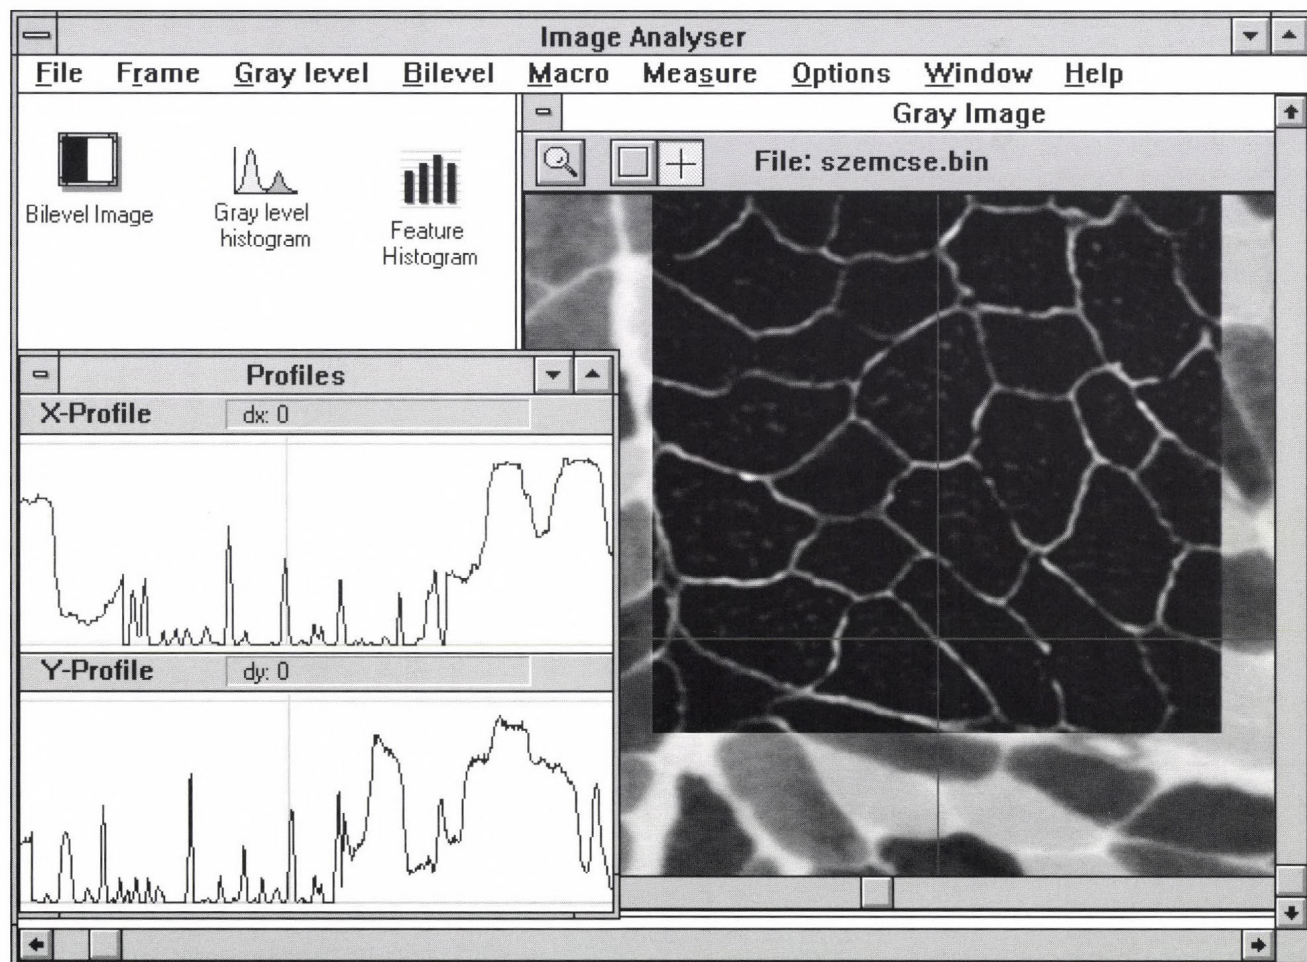 Image Analyser
File Frame Gray level Bilevel Macro Measure Options Window Help
Gray Image
File: szemcse.bin
Bilevel Image
Gray level
histogram
Feature
Histogram
Profiles
X-Profile dx: 0
Y-Profile dy: 0